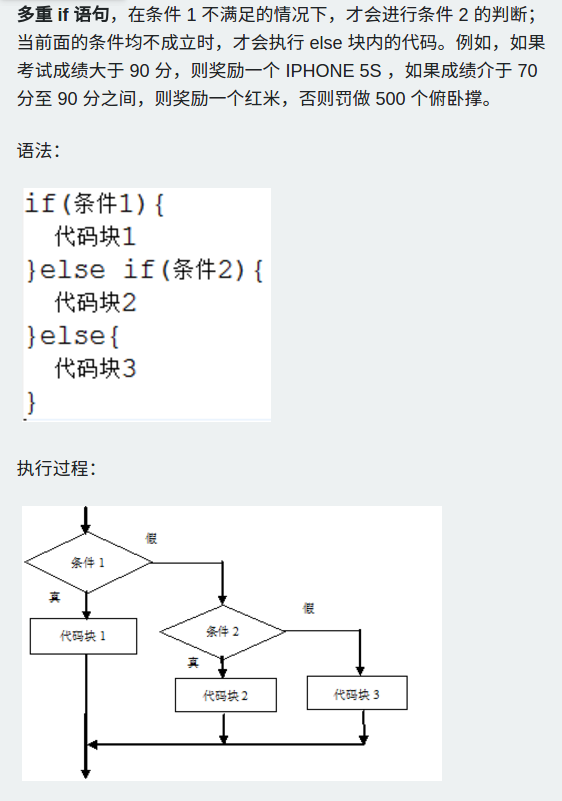 多重 if 语句，在条件 1 不满足的情况下，才会进行条件 2 的判断；
当前面的条件均不成立时，才会执行 else 块内的代码。例如，如果
考试成绩大于 90 分，则奖励一个 IPHONE 5S ，如果成绩介于 70
分至 90 分之间，则奖励一个红米，否则罚做 500 个俯卧撑。
语法：
if(条件1){
代码块1
}else if(条件2){
代码块2
}else{
代码块3
}
执行过程：
假
条件 1
真
假
代码块 1
条件 2
真
代码块 2
代码块 3